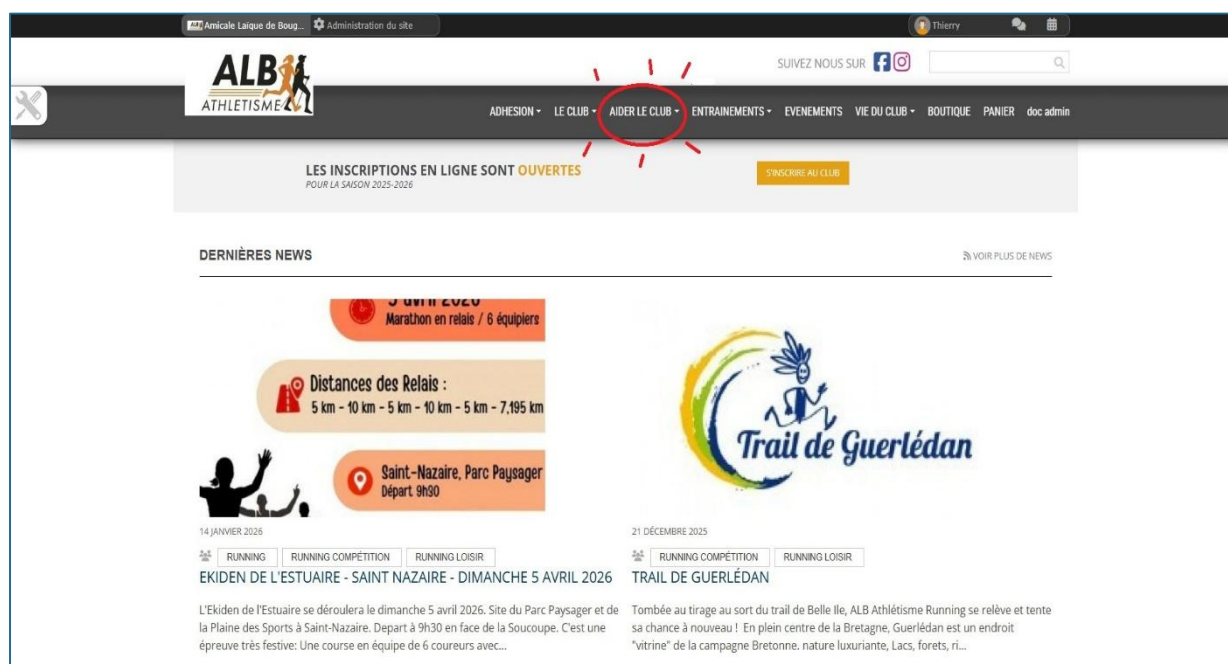 ALB Amicale Laïque de Boug... Administration du site Thierry
ALB
ATHLETISME
SUIVEZ NOUS SUR
ADHESION LE CLUB AIDER LE CLUB ENTRAINEMENTS EVENEMENTS VIE DU CLUB BOUTIQUE PANIER doc admin
LES INSCRIPTIONS EN LIGNE SONT OUVERTES
POUR LA SAISON 2025-2026
S'INSCRIRE AU CLUB
DERNIÈRES NEWS
VOIR PLUS DE NEWS
5 avril 2026
Marathon en relais / 6 équipiers
Distances des Relais :
5 km - 10 km - 5 km - 10 km - 5 km - 7,195 km
Saint-Nazaire, Parc Paysager
Départ 9h30
14 JANVIER 2026
RUNNING RUNNING COMPÉTITION RUNNING LOISIR
EKIDEN DE L'ESTUAIRE - SAINT NAZAIRE - DIMANCHE 5 AVRIL 2026
L'Ekiden de l'Estuaire se déroulera le dimanche 5 avril 2026. Site du Parc Paysager et de
la Plaine des Sports à Saint-Nazaire. Depart à 9h30 en face de la Soucoupe. C'est une
épreuve très festive: Une course en équipe de 6 coureurs avec...
Trail de Guerlédan
21 DÉCEMBRE 2025
RUNNING COMPÉTITION RUNNING LOISIR
TRAIL DE GUERLÉDAN
Tombée au tirage au sort du trail de Belle Ile, ALB Athlétisme Running se relève et tente
sa chance à nouveau ! En plein centre de la Bretagne, Guerlédan est un endroit
"vitrine" de la campagne Bretonne. nature luxuriante, Lacs, forets, ri...